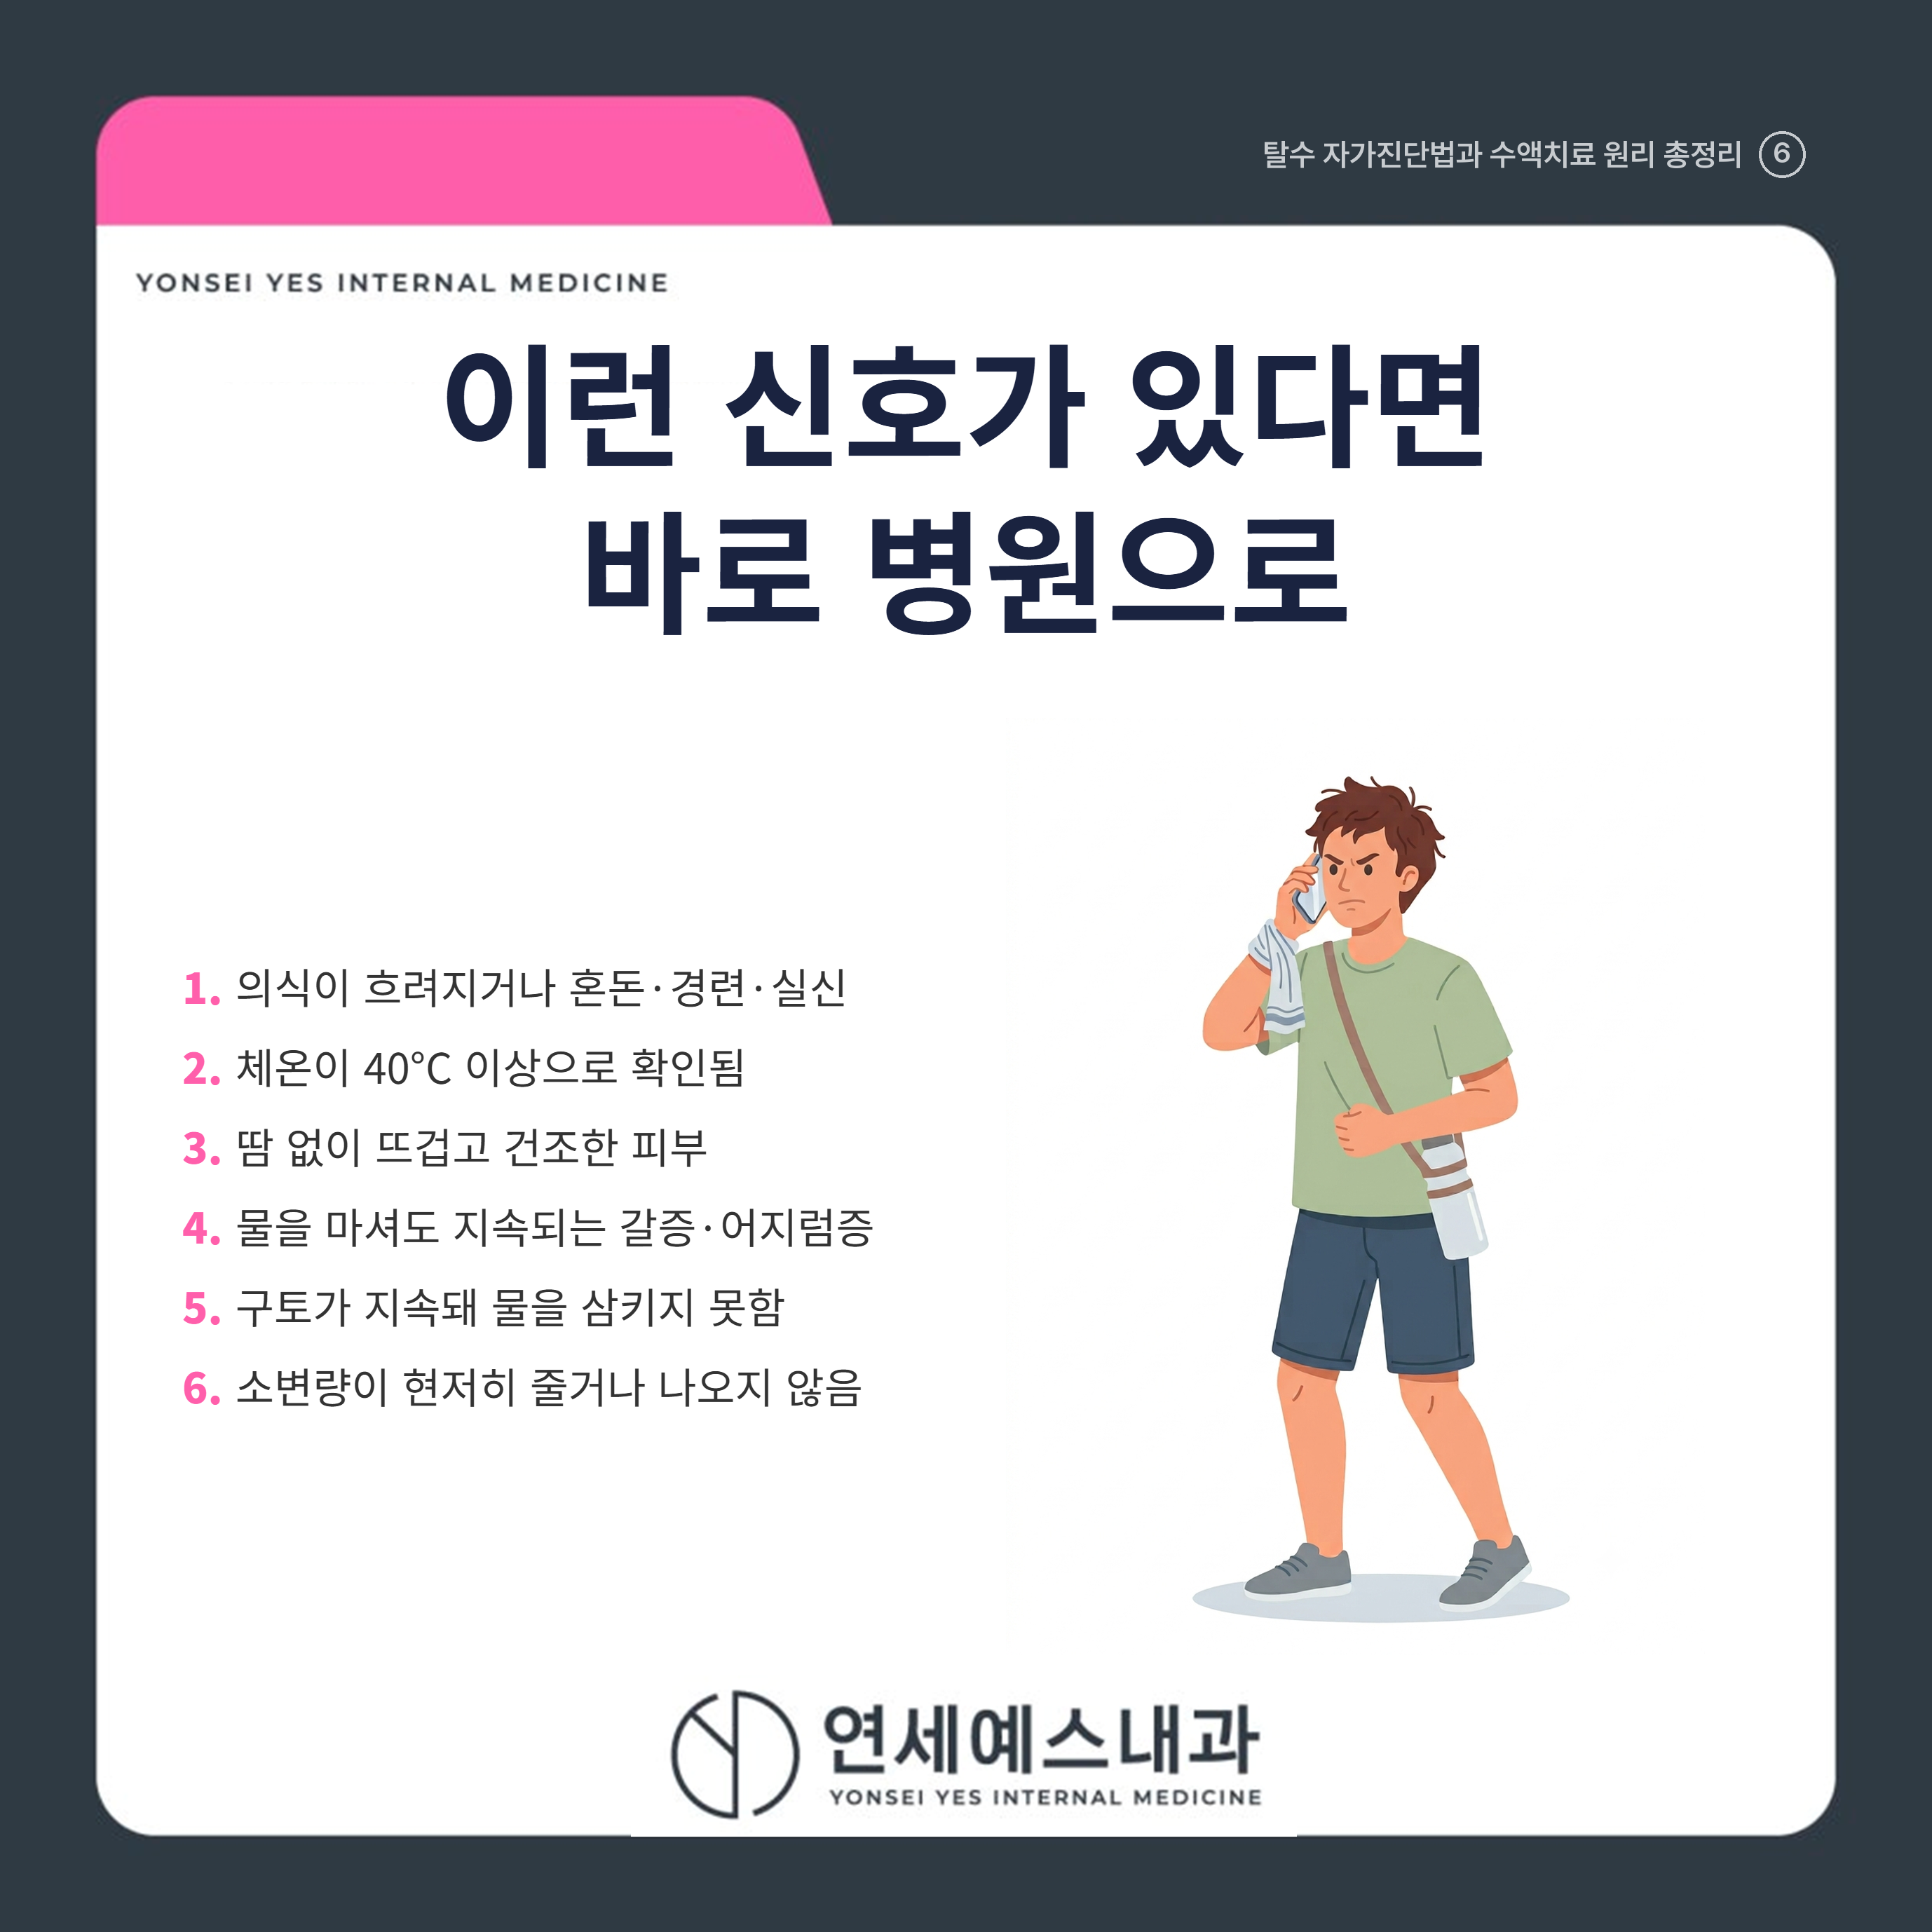 탈수 자가진단법과 수액치료 원리 총정리 6
YONSEI YES INTERNAL MEDICINE
이런 신호가 있다면
바로 병원으로
1. 의식이 흐려지거나 혼돈·경련·실신
2. 체온이 40℃ 이상으로 확인됨
3. 땀 없이 뜨겁고 건조한 피부
4. 물을 마셔도 지속되는 갈증·어지럼증
5. 구토가 지속돼 물을 삼키지 못함
6. 소변량이 현저히 줄거나 나오지 않음
연세예스내과
YONSEI YES INTERNAL MEDICINE